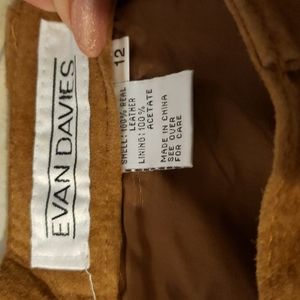 EVAN DAVIES
12
SHELL: 100% REAL
LEATHER
LINING: 100%
ACETATE
MADE IN CHINA
SEE OVER
FOR CARE